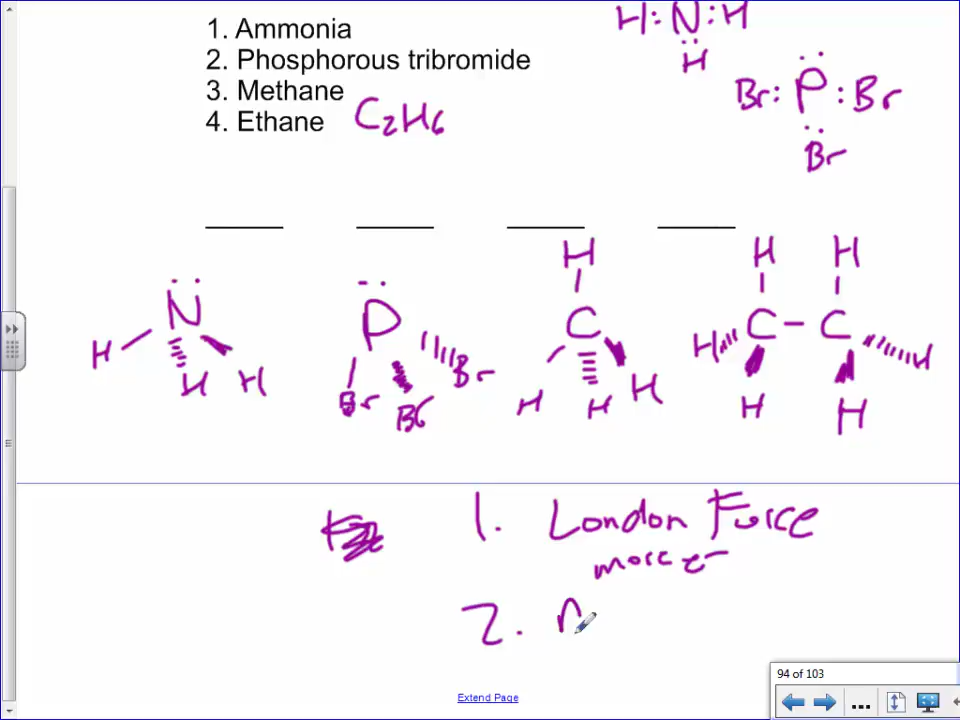 1. Ammonia
2. Phosphorous tribromide
3. Methane
4. Ethane C2H6
H : N : H
H
Br : P : Br
Br
H H H
N P C C - C
H H H
Br Br Br
H H H
H H H H
1. London Force
more e-
2.
Extend Page
94 of 103
...